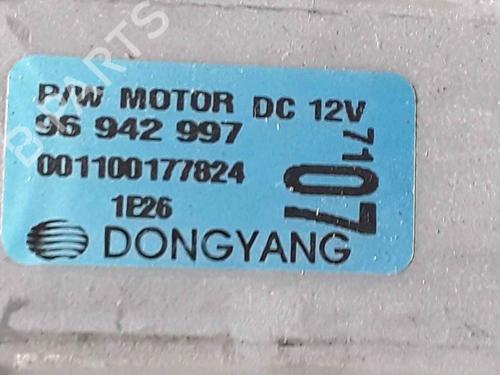 P/W MOTOR DC 12V
96 942 997
001100177824
1E26
DONGYANG
7107
B-PARTS